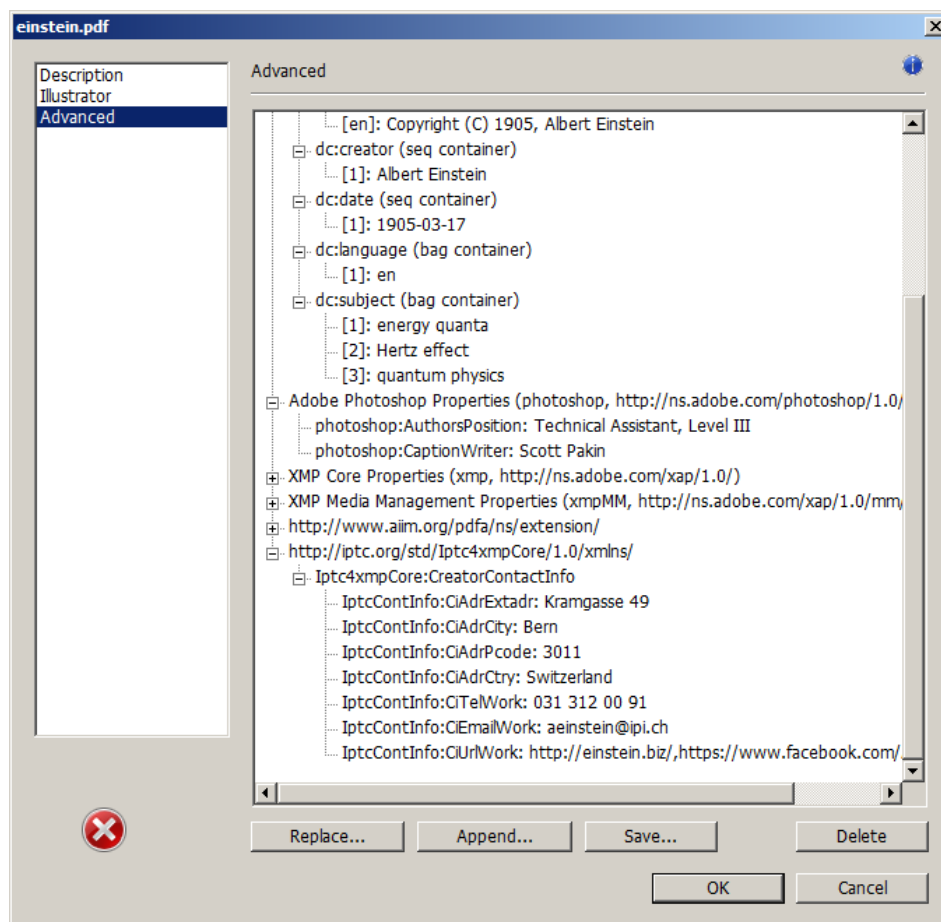 einstein.pdf
Description
Illustrator
Advanced
Advanced
[en]: Copyright (C) 1905, Albert Einstein
dc:creator (seq container)
[1]: Albert Einstein
dc:date (seq container)
[1]: 1905-03-17
dc:language (bag container)
[1]: en
dc:subject (bag container)
[1]: energy quanta
[2]: Hertz effect
[3]: quantum physics
Adobe Photoshop Properties (photoshop, http://ns.adobe.com/photoshop/1.0/
photoshop:AuthorsPosition: Technical Assistant, Level III
photoshop:CaptionWriter: Scott Pakin
XMP Core Properties (xmp, http://ns.adobe.com/xap/1.0/)
XMP Media Management Properties (xmpMM, http://ns.adobe.com/xap/1.0/mm/
http://www.aiim.org/pdfa/ns/extension/
http://iptc.org/std/Iptc4xmpCore/1.0/xmlns/
Iptc4xmpCore:CreatorContactInfo
IptcContInfo:CiAdrExtadr: Kramgasse 49
IptcContInfo:CiAdrCity: Bern
IptcContInfo:CiAdrPcode: 3011
IptcContInfo:CiAdrCtry: Switzerland
IptcContInfo:CiTelWork: 031 312 00 91
IptcContInfo:CiEmailWork: aeinstein@ipi.ch
IptcContInfo:CiUrlWork: http://einstein.biz/,https://www.facebook.com/
Replace...
Append...
Save...
Delete
OK
Cancel